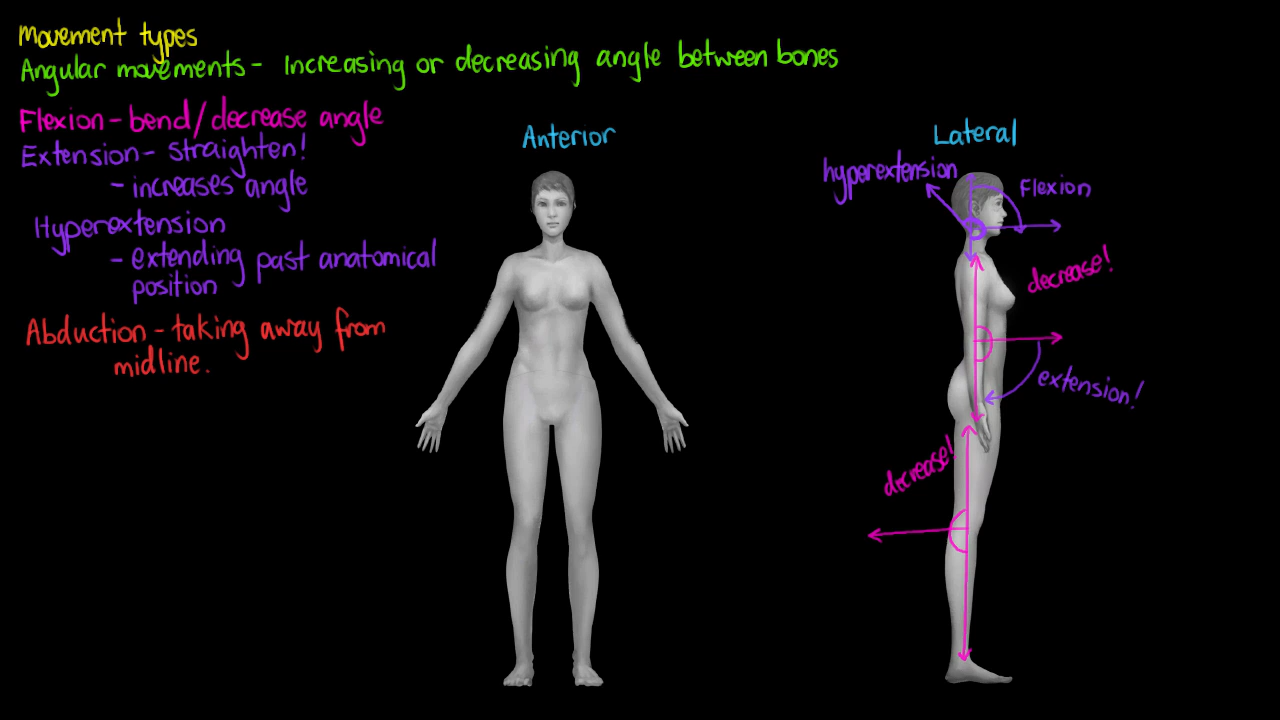 Movement types
Angular movements - Increasing or decreasing angle between bones
Flexion - bend/decrease angle
Extension - straighten!
- increases angle
Hyperextension
- extending past anatomical
position
Abduction - taking away from
midline.
Anterior
Lateral
hyperextension
Flexion
decrease!
extension!
decrease!